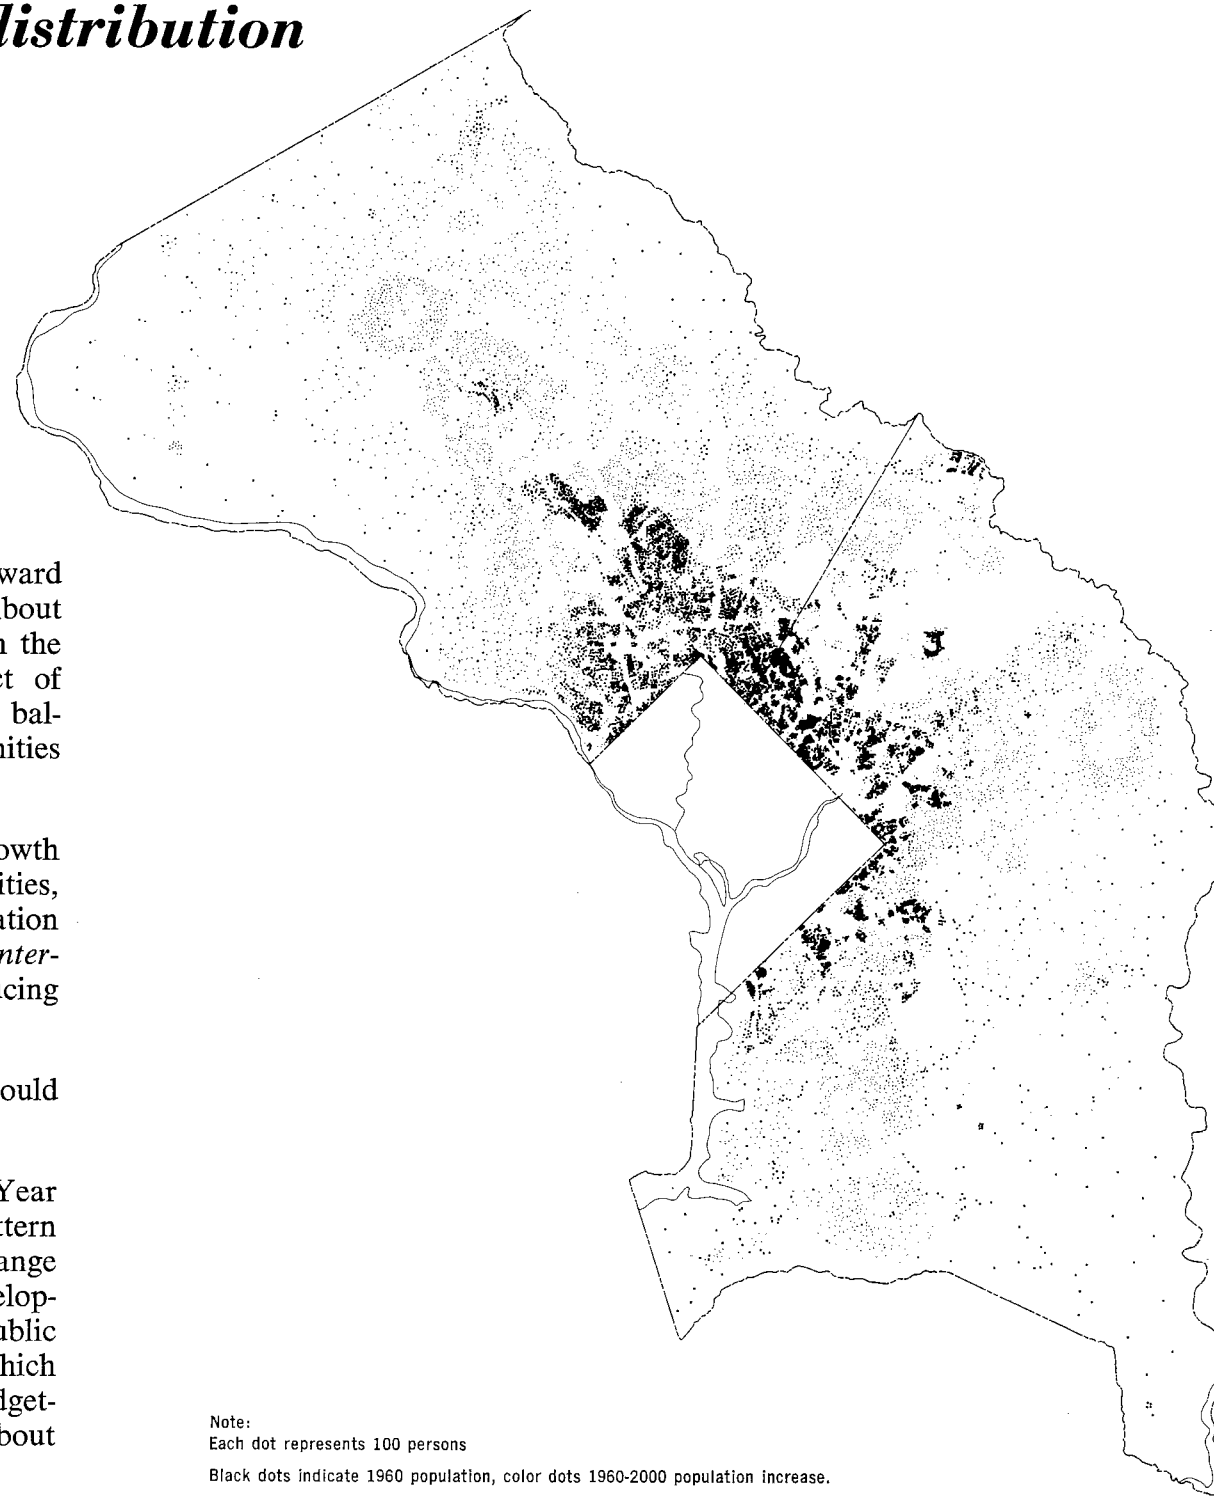 distribution
ward
bout
n the
ct of
bal-
nities
owth
ities,
ation
nter-
cing
ould
Year
ttern
ange
elop-
ublic
hich
dget-
bout
Note:
Each dot represents 100 persons
Black dots indicate 1960 population, color dots 1960-2000 population increase.